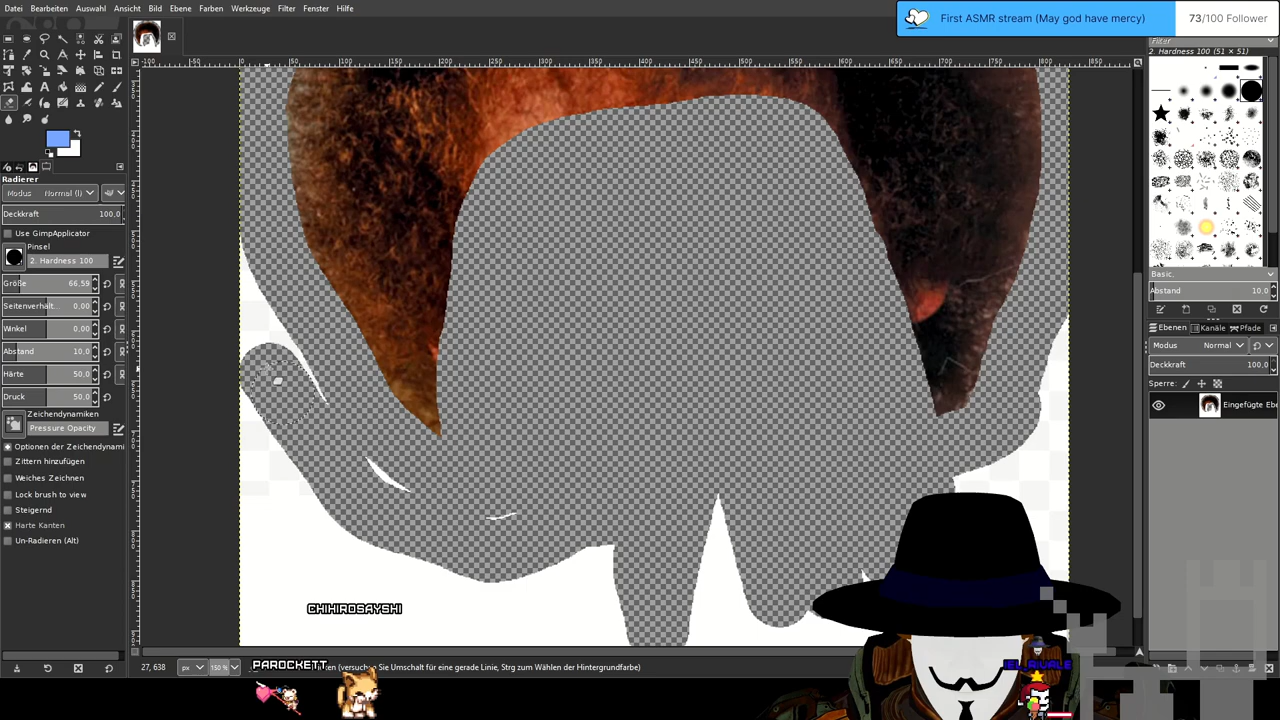 Datei Bearbeiten Auswahl Ansicht Bild Ebene Farben Werkzeuge Filter Fenster Hilfe
First ASMR stream (May god have mercy) 73/100 Follower
Filter
2. Hardness 100 (51 × 51)
Radierer
Modus Normal (l)
Deckkraft 100,0
Use GimpApplicator
Pinsel
2. Hardness 100
Größe 66,59
Seitenverhält... 0,00
Winkel 0,00
Abstand 10,0
Härte 50,0
Druck 50,0
Zeichendynamiken
Pressure Opacity
Optionen der Zeichendynami
Zittern hinzufügen
Weiches Zeichnen
Lock brush to view
Steigernd
Harte Kanten
Un-Radieren (Alt)
Basic,
Abstand 10,0
Ebenen Kanäle Pfade
Modus Normal
Deckkraft 100,0
Sperre:
Eingefügte Ebe
CHIHIROSAYSHI
PAROCKETT
27, 638 px 150 % (versuchen Sie Umschalt für eine gerade Linie, Strg zum Wählen der Hintergrundfarbe)